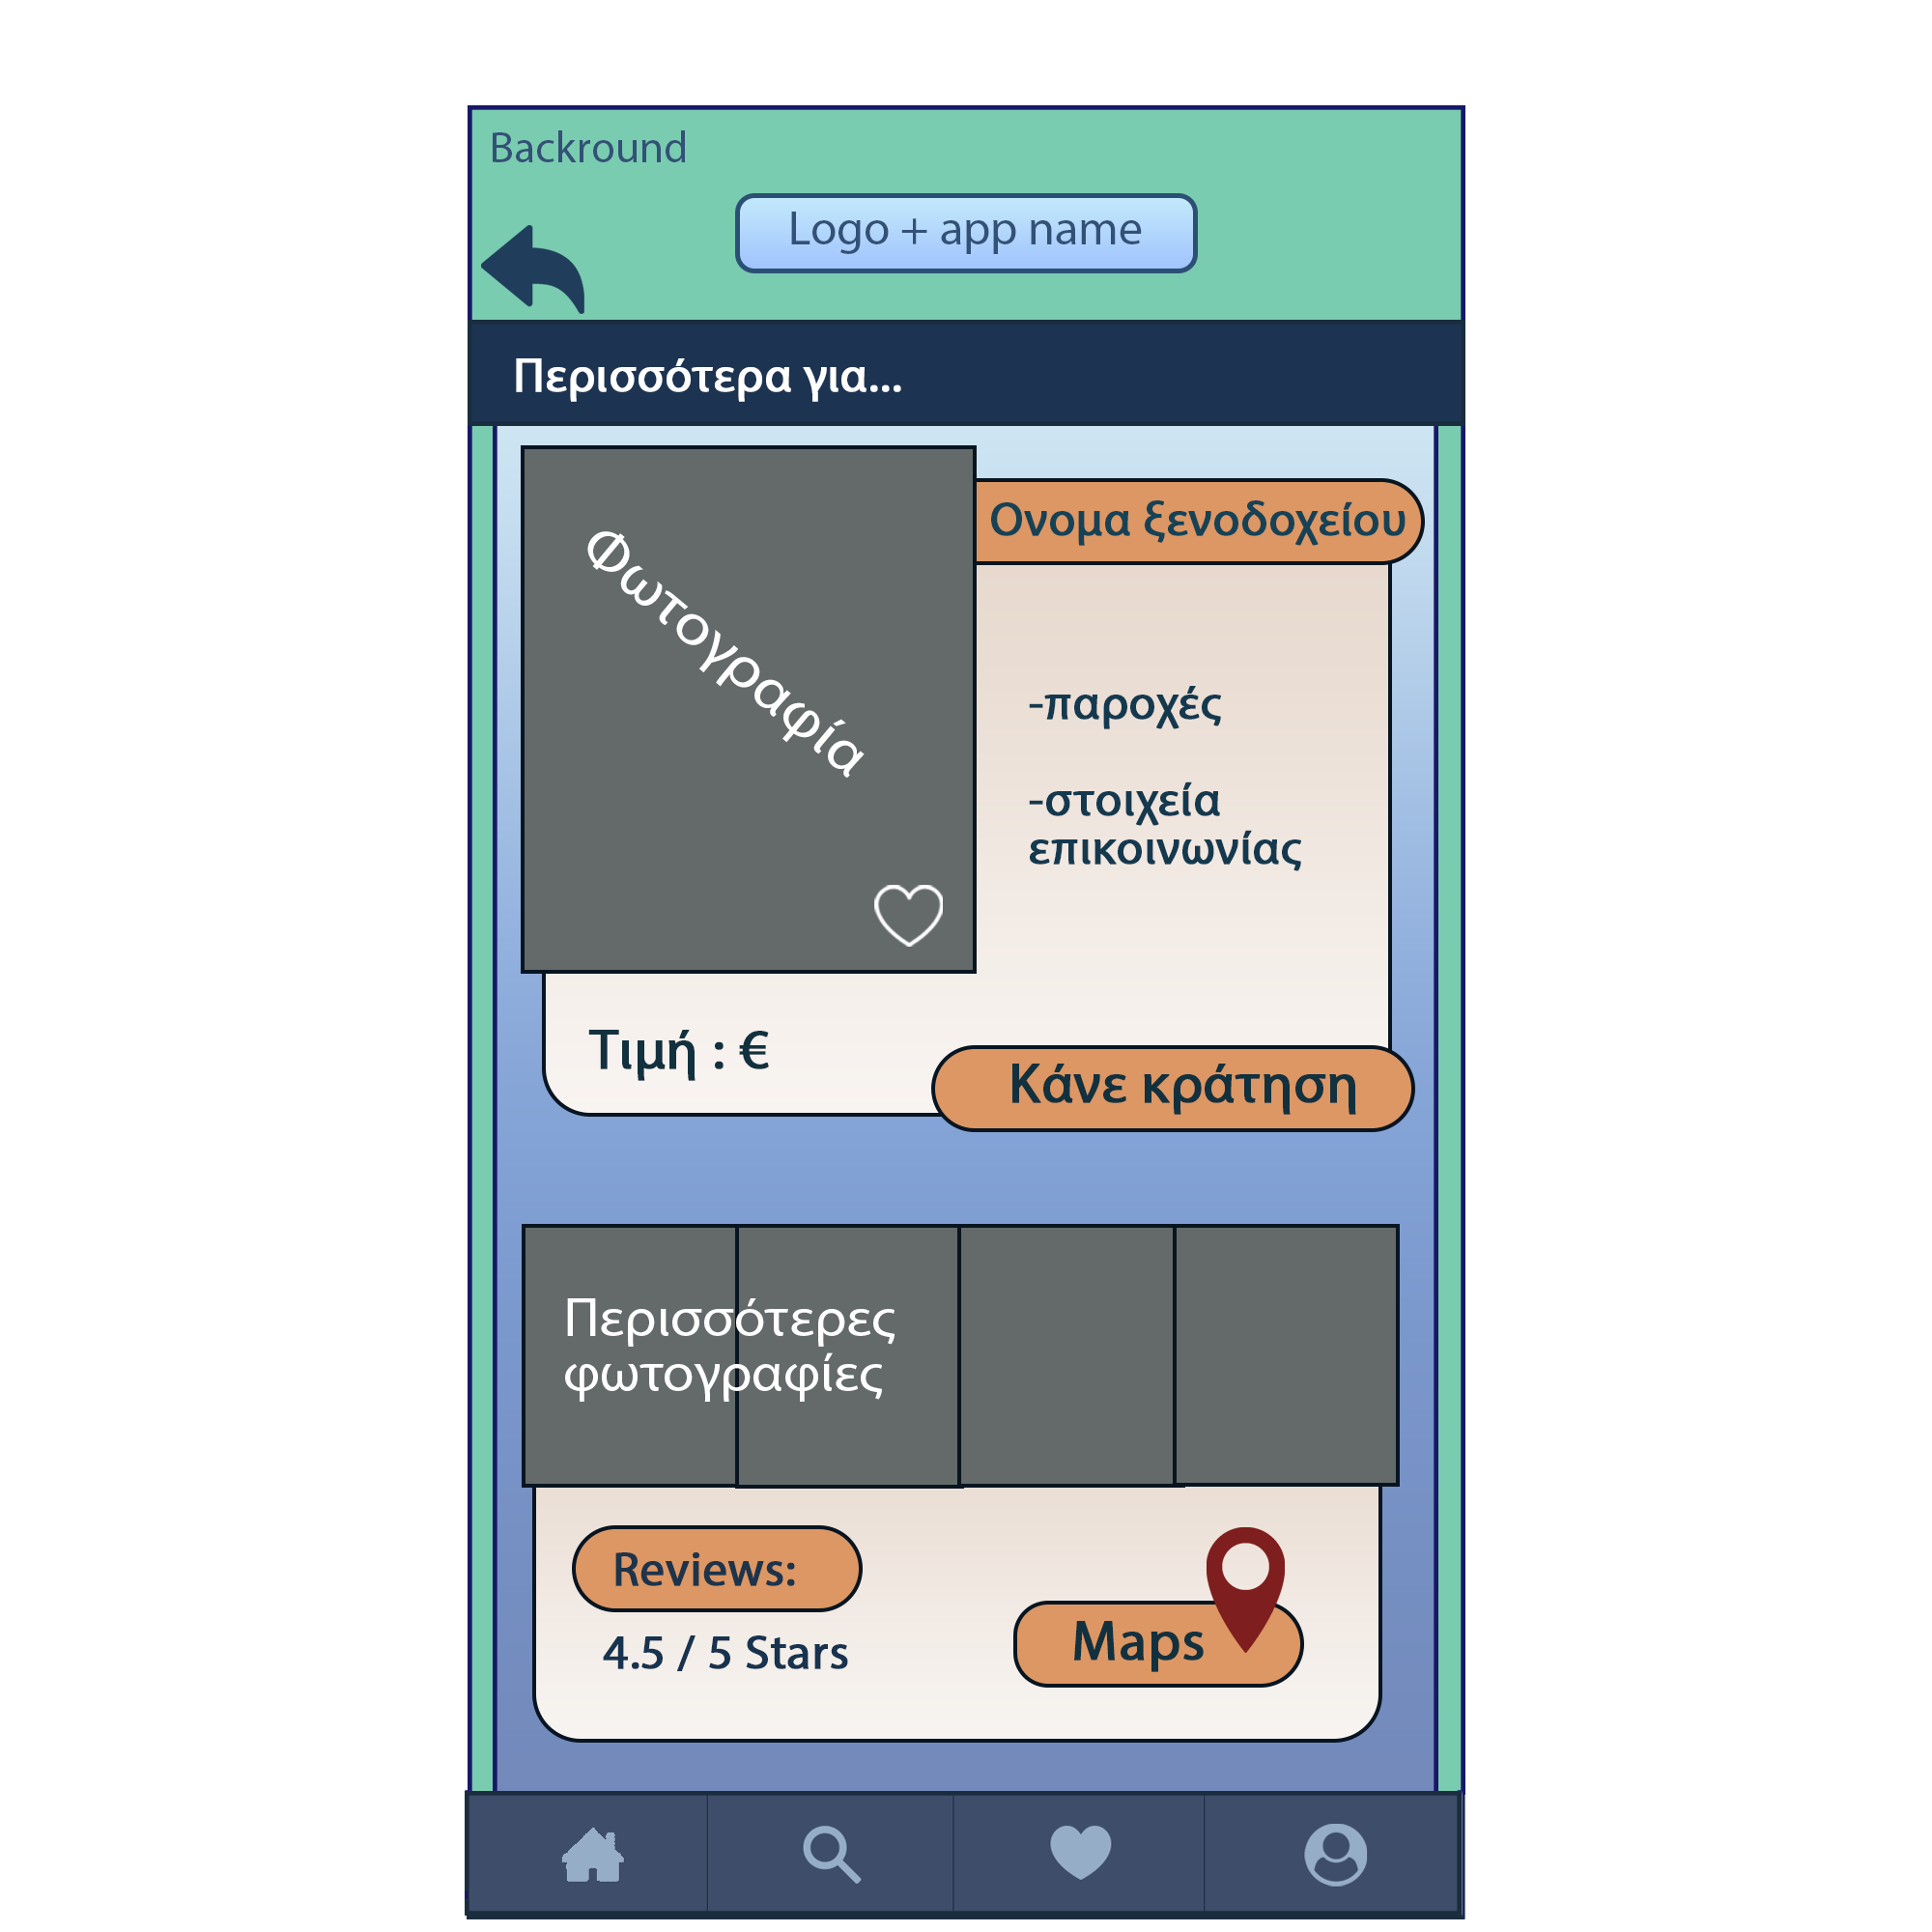 Backround
Logo + app name
Περισσότερα για...
Φωτογραφία
Ονομα ξενοδοχείου
-παροχές
-στοιχεία
επικοινωνίας
Τιμή : €
Κάνε κράτηση
Περισσότερες
φωτογραφίες
Reviews:
4.5 / 5 Stars
Maps